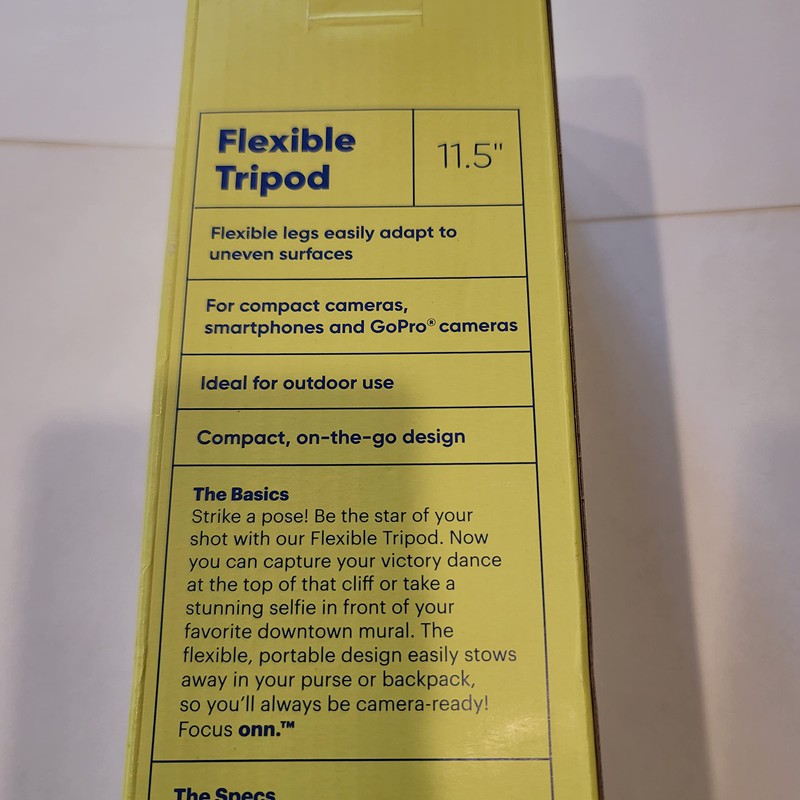 Flexible
Tripod
11.5"
Flexible legs easily adapt to
uneven surfaces
For compact cameras,
smartphones and GoPro® cameras
Ideal for outdoor use
Compact, on-the-go design
The Basics
Strike a pose! Be the star of your
shot with our Flexible Tripod. Now
you can capture your victory dance
at the top of that cliff or take a
stunning selfie in front of your
favorite downtown mural. The
flexible, portable design easily stows
away in your purse or backpack,
so you'll always be camera-ready!
Focus onn.™
The Specs